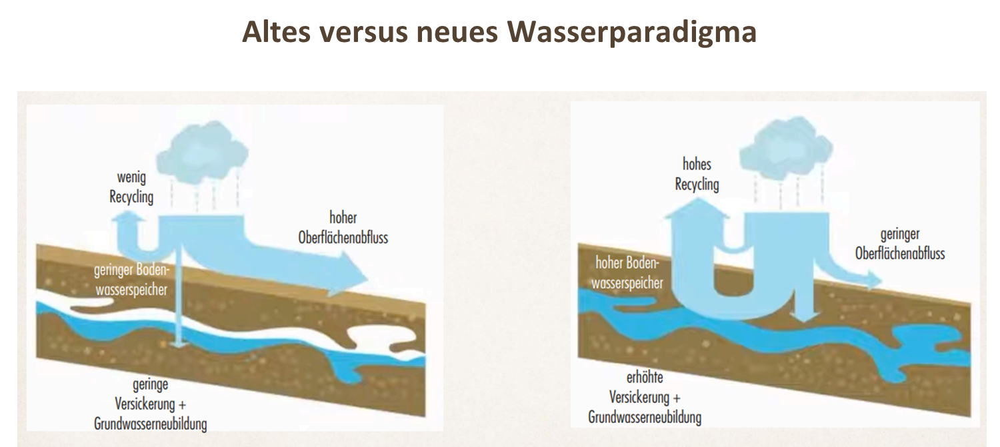 Altes versus neues Wasserparadigma
wenig
Recycling
hoher
Oberflächenabfluss
geringer Boden-
wasserspeicher
geringe
Versickerung +
Grundwasserneubildung
hohes
Recycling
geringer
Oberflächenabfluss
hoher Boden-
wasserspeicher
erhöhte
Versickerung +
Grundwasserneubildung